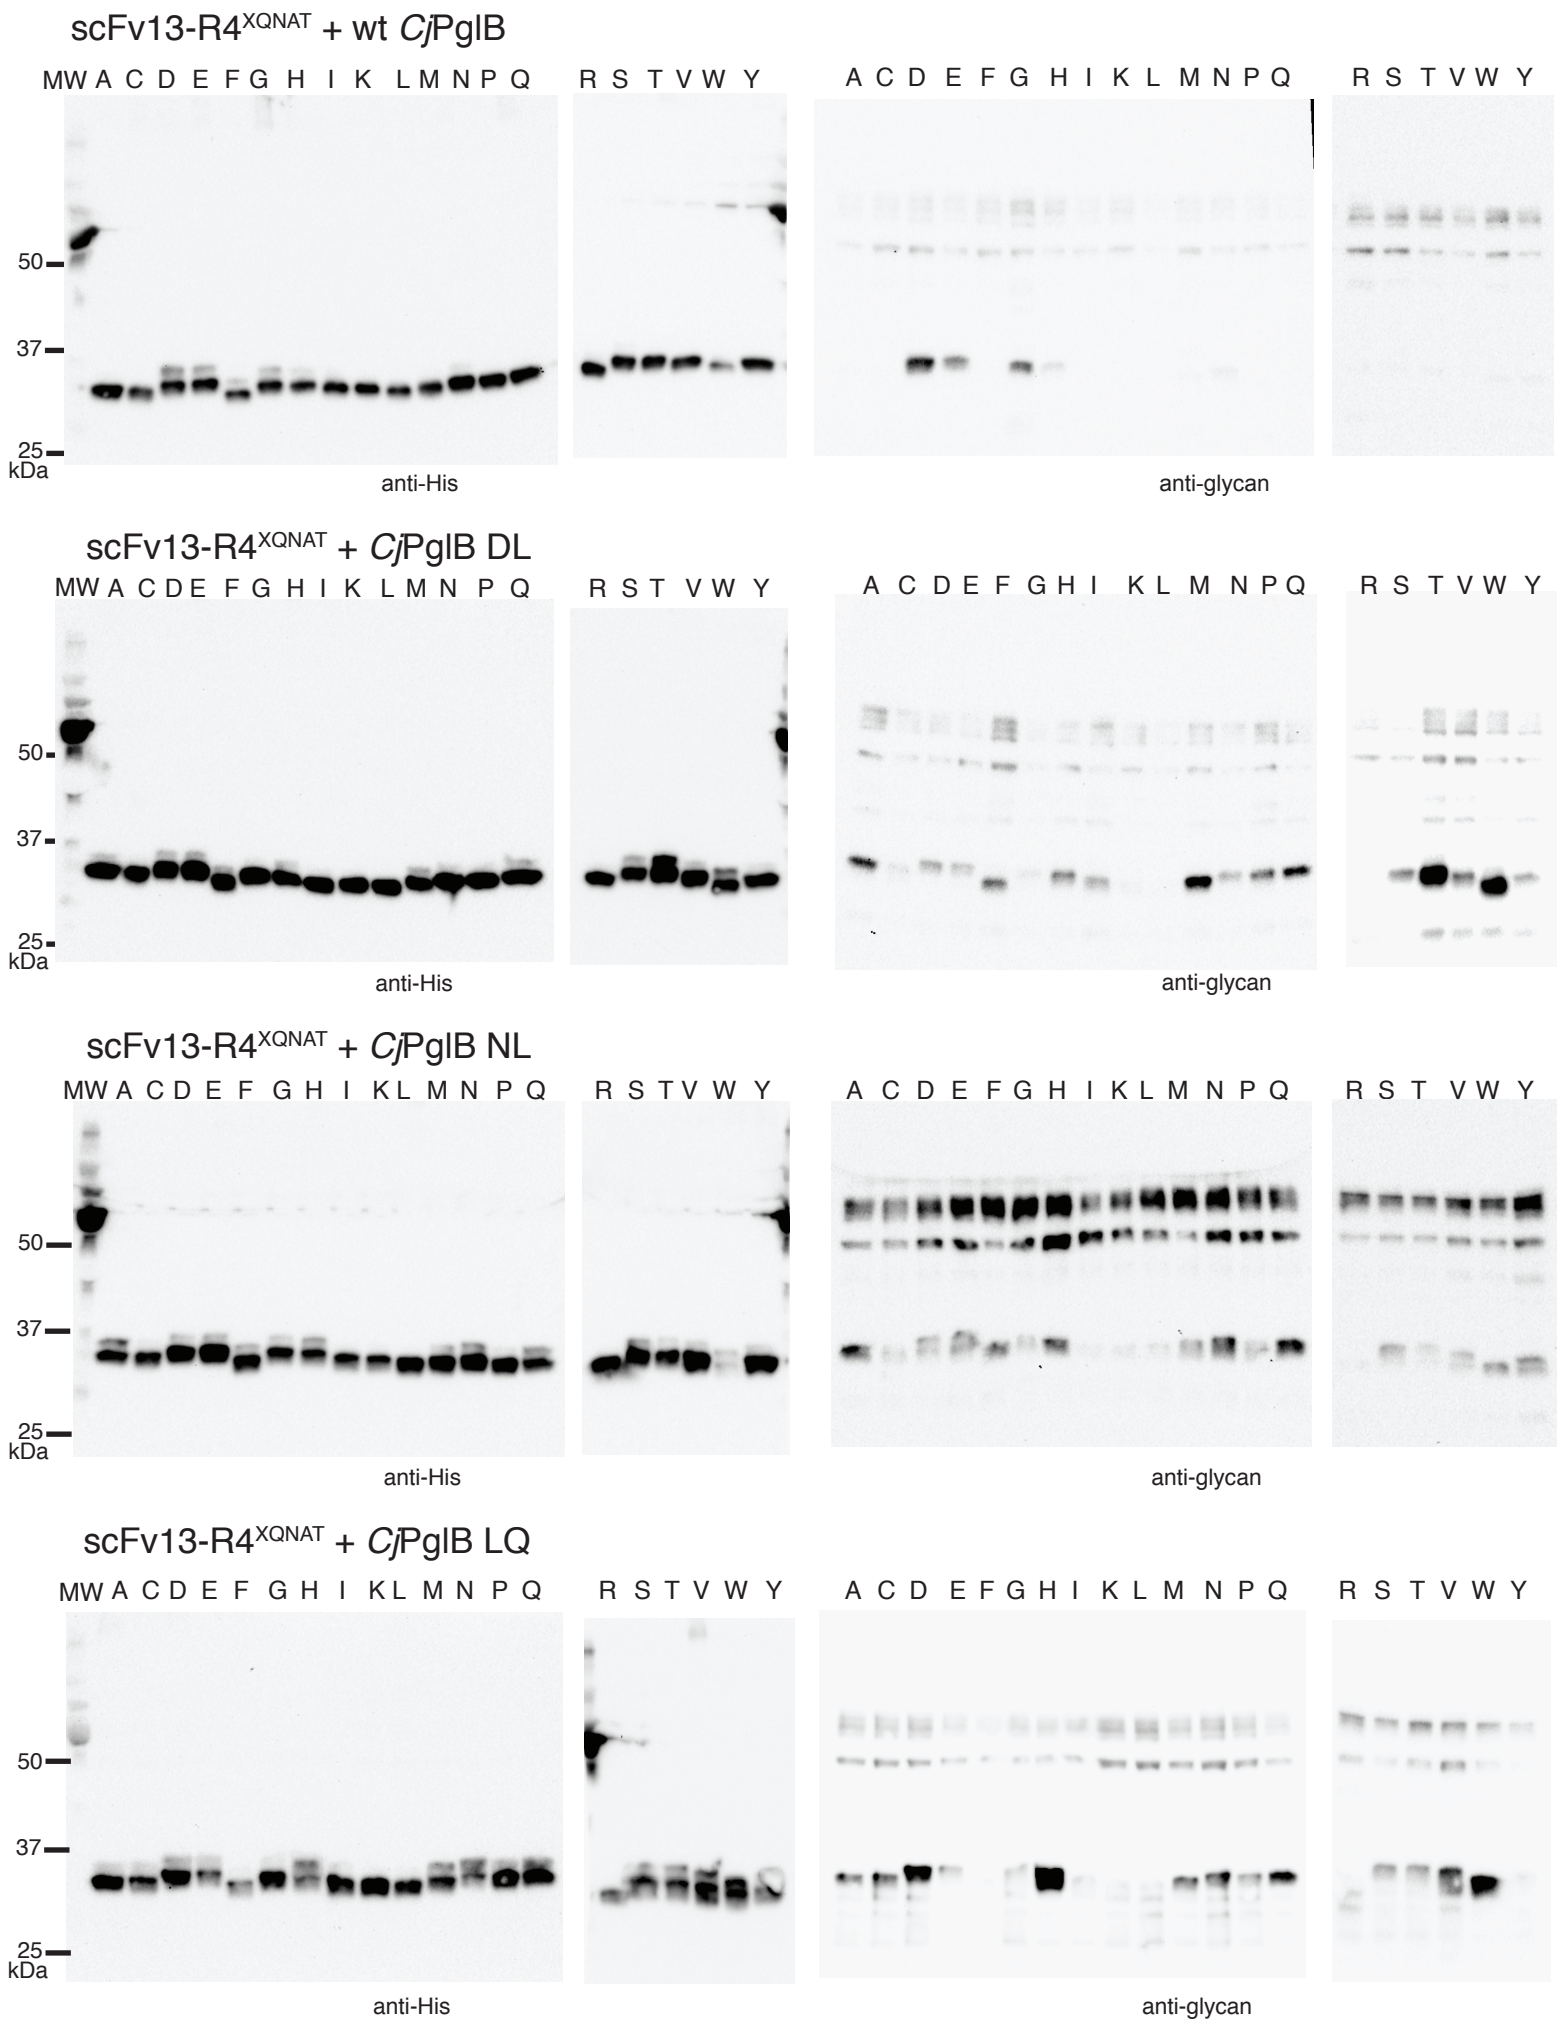 scFv13-R4XQNAT + wt CjPglB
MW A C D E F G H I K L M N P Q R S T V W Y A C D E F G H I K L M N P Q R S T V W Y
50
37
25
kDa
anti-His anti-glycan
scFv13-R4XQNAT + CjPglB DL
MW A C D E F G H I K L M N P Q R S T V W Y A C D E F G H I K L M N P Q R S T V W Y
50
37
25
kDa
anti-His anti-glycan
scFv13-R4XQNAT + CjPglB NL
MW A C D E F G H I K L M N P Q R S T V W Y A C D E F G H I K L M N P Q R S T V W Y
50
37
25
kDa
anti-His anti-glycan
scFv13-R4XQNAT + CjPglB LQ
MW A C D E F G H I K L M N P Q R S T V W Y A C D E F G H I K L M N P Q R S T V W Y
50
37
25
kDa
anti-His anti-glycan